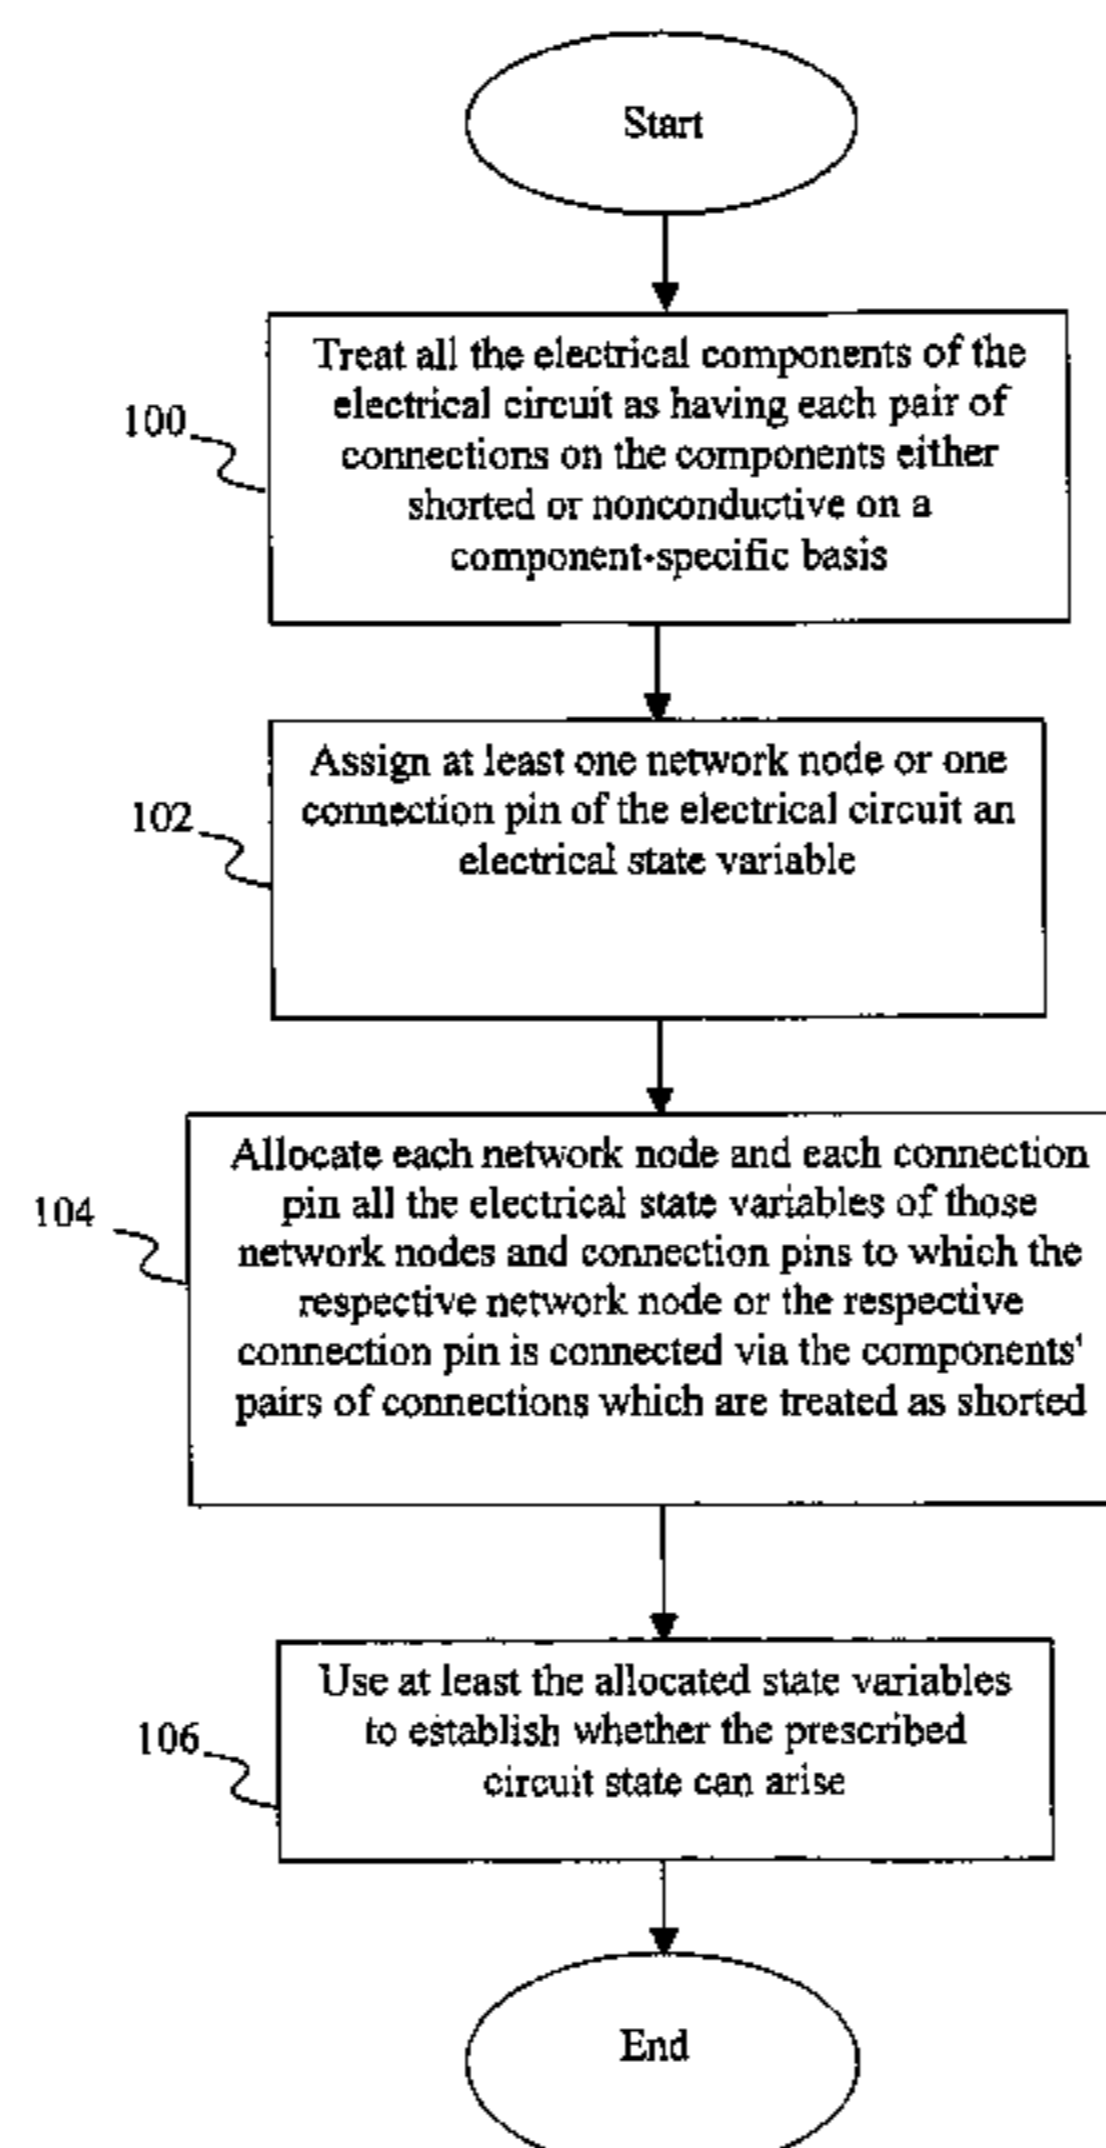 Start
100
Treat all the electrical components of the
electrical circuit as having each pair of
connections on the components either
shorted or nonconductive on a
component-specific basis
102
Assign at least one network node or one
connection pin of the electrical circuit an
electrical state variable
104
Allocate each network node and each connection
pin all the electrical state variables of those
network nodes and connection pins to which the
respective network node or the respective
connection pin is connected via the components'
pairs of connections which are treated as shorted
106
Use at least the allocated state variables
to establish whether the prescribed
circuit state can arise
End